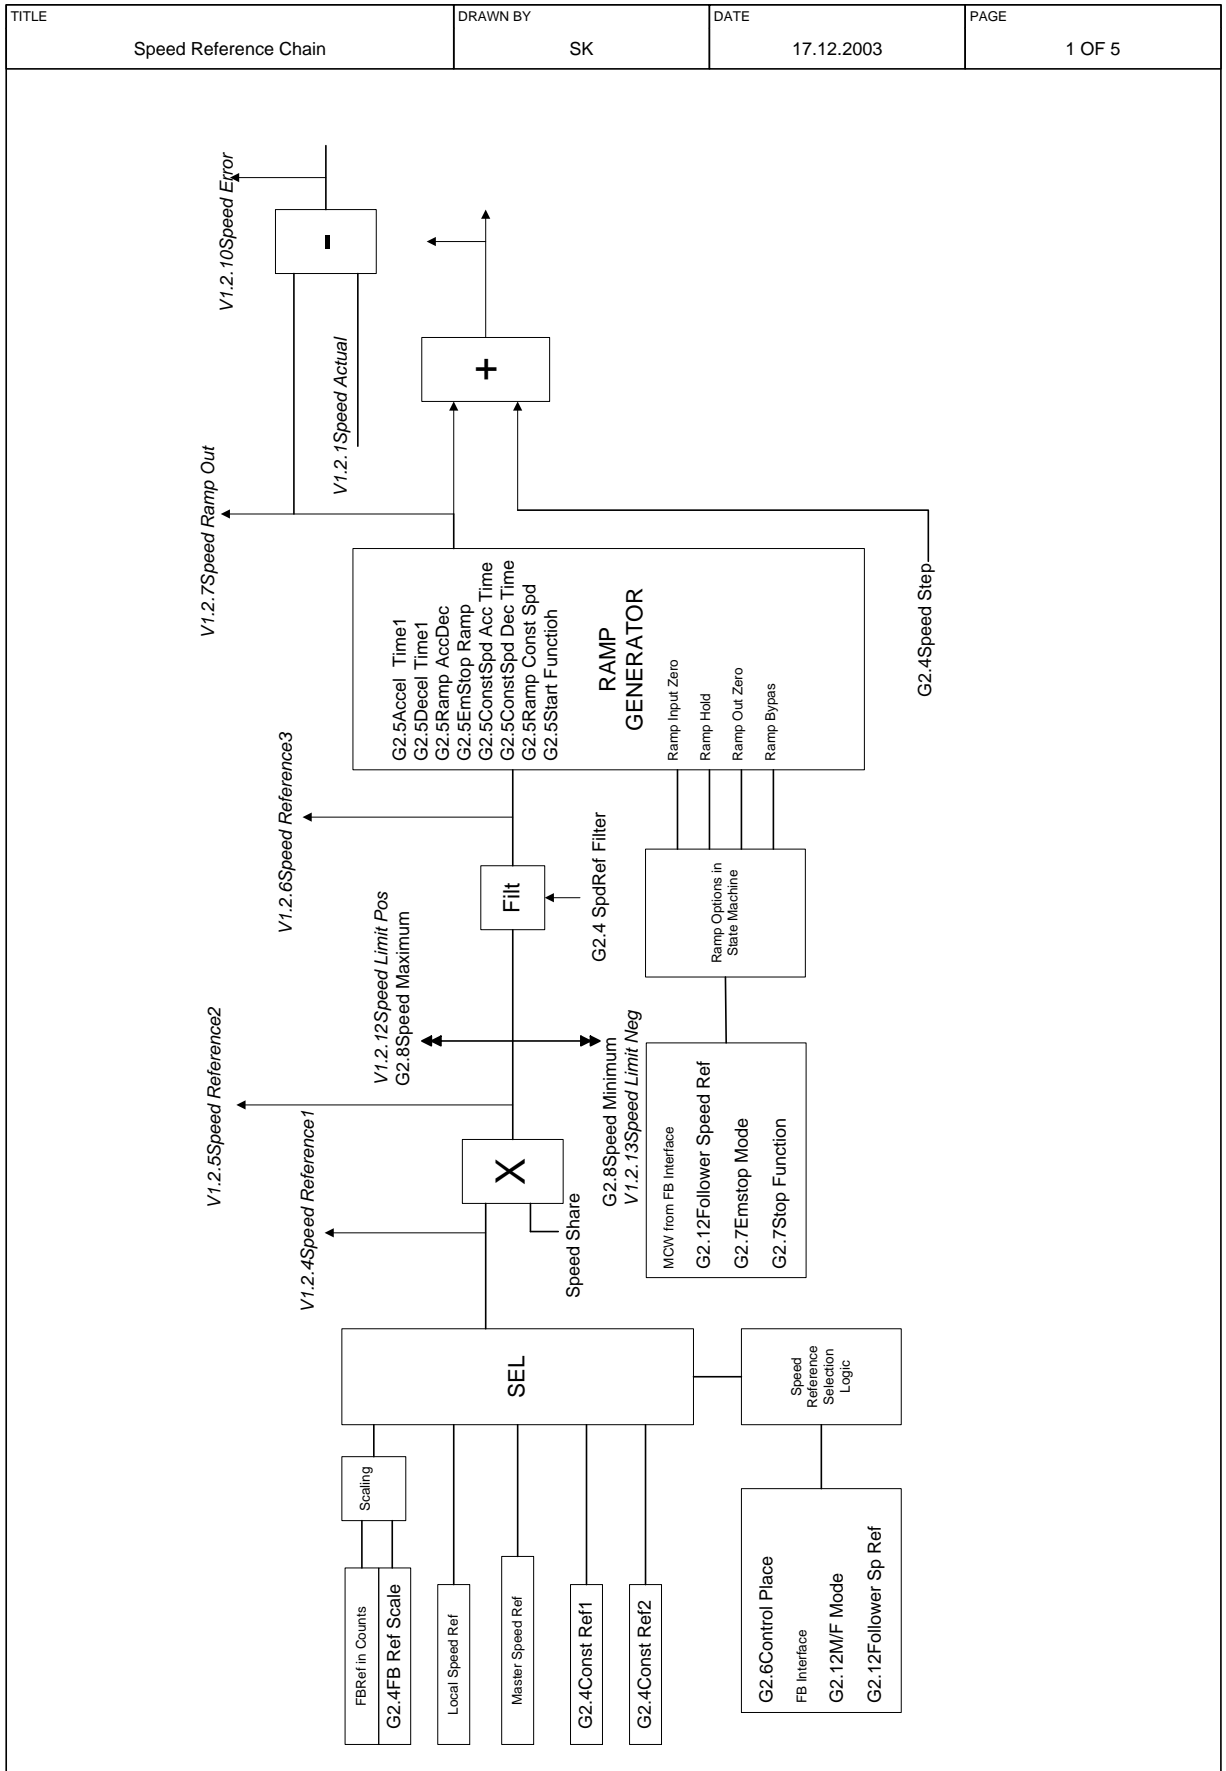 TITLE
Speed Reference Chain
DRAWN BY
SK
DATE
17.12.2003
PAGE
1 OF 5
FBRef in Counts
G2.4FB Ref Scale
Scaling
Local Speed Ref
Master Speed Ref
G2.4Const Ref1
G2.4Const Ref2
G2.6Control Place
FB Interface
G2.12M/F Mode
G2.12Follower Sp Ref
SEL
Speed
Reference
Selection
Logic
V1.2.4Speed Reference1
V1.2.5Speed Reference2
X
Speed Share
V1.2.12Speed Limit Pos
G2.8Speed Maximum
G2.8Speed Minimum
V1.2.13Speed Limit Neg
MCW from FB Interface
G2.12Follower Speed Ref
G2.7Emstop Mode
G2.7Stop Function
V1.2.6Speed Reference3
Filt
G2.4 SpdRef Filter
Ramp Options in
State Machine
G2.5Accel Time1
G2.5Decel Time1
G2.5Ramp AccDec
G2.5EmStop Ramp
G2.5ConstSpd Acc Time
G2.5ConstSpd Dec Time
G2.5Ramp Const Spd
G2.5Start Functioh
RAMP
GENERATOR
Ramp Input Zero
Ramp Hold
Ramp Out Zero
Ramp Bypas
V1.2.7Speed Ramp Out
V1.2.1Speed Actual
+
G2.4Speed Step
V1.2.10Speed Error
-